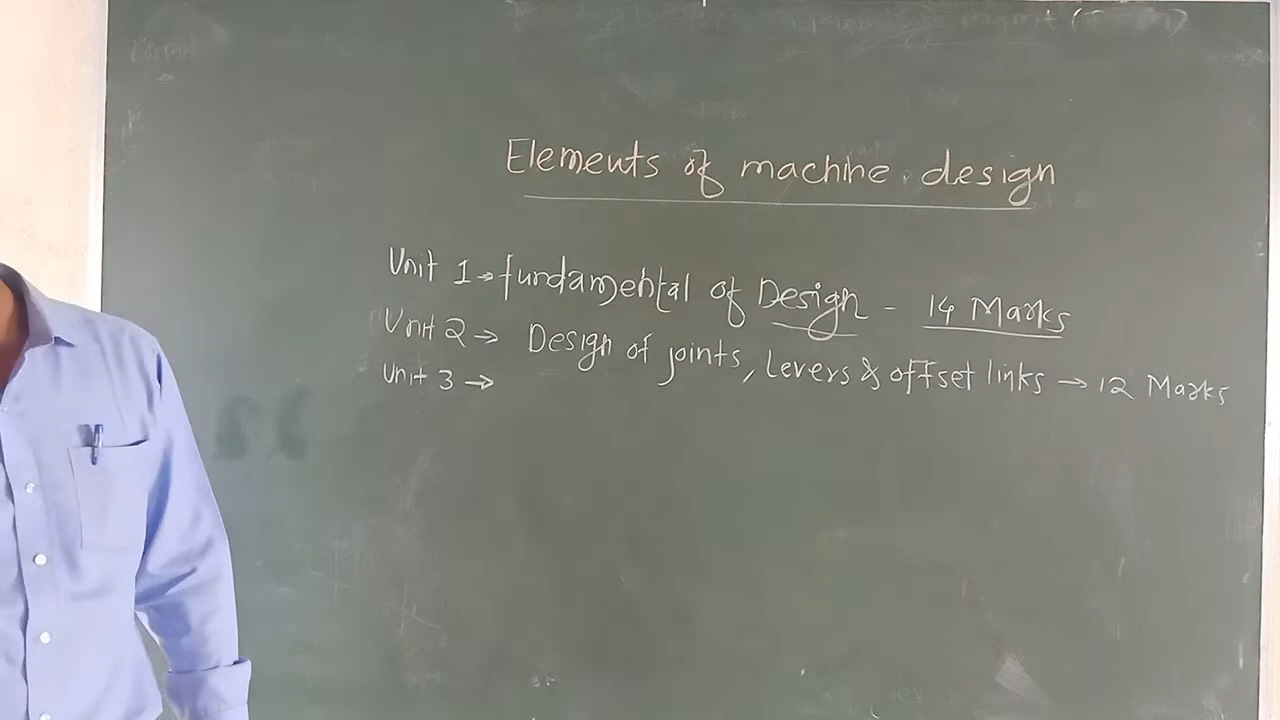 Elements of machine design
Unit 1 → fundamental of Design - 14 Marks
Unit 2 → Design of joints, Levers & offset links → 12 Marks
Unit 3 →